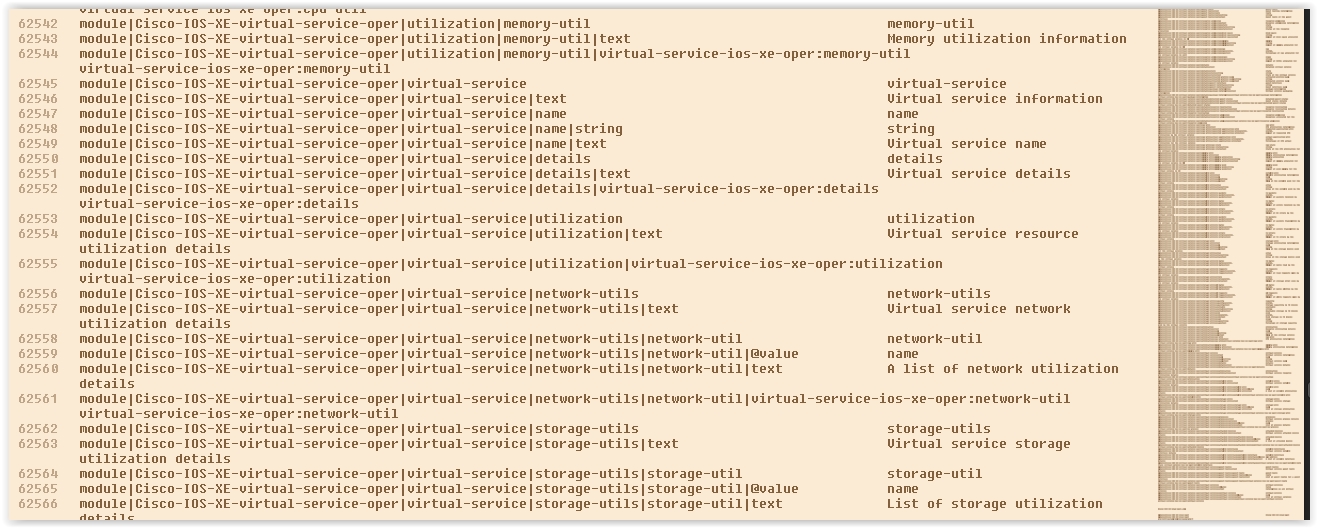 virtual-service-ios-xe-oper:cpu-util
62542 module|Cisco-IOS-XE-virtual-service-oper|utilization|memory-util memory-util
62543 module|Cisco-IOS-XE-virtual-service-oper|utilization|memory-util|text Memory utilization information
62544 module|Cisco-IOS-XE-virtual-service-oper|utilization|memory-util|virtual-service-ios-xe-oper:memory-util
virtual-service-ios-xe-oper:memory-util
62545 module|Cisco-IOS-XE-virtual-service-oper|virtual-service virtual-service
62546 module|Cisco-IOS-XE-virtual-service-oper|virtual-service|text Virtual service information
62547 module|Cisco-IOS-XE-virtual-service-oper|virtual-service|name name
62548 module|Cisco-IOS-XE-virtual-service-oper|virtual-service|name|string string
62549 module|Cisco-IOS-XE-virtual-service-oper|virtual-service|name|text Virtual service name
62550 module|Cisco-IOS-XE-virtual-service-oper|virtual-service|details details
62551 module|Cisco-IOS-XE-virtual-service-oper|virtual-service|details|text Virtual service details
62552 module|Cisco-IOS-XE-virtual-service-oper|virtual-service|details|virtual-service-ios-xe-oper:details
virtual-service-ios-xe-oper:details
62553 module|Cisco-IOS-XE-virtual-service-oper|virtual-service|utilization utilization
62554 module|Cisco-IOS-XE-virtual-service-oper|virtual-service|utilization|text Virtual service resource
utilization details
62555 module|Cisco-IOS-XE-virtual-service-oper|virtual-service|utilization|virtual-service-ios-xe-oper:utilization
virtual-service-ios-xe-oper:utilization
62556 module|Cisco-IOS-XE-virtual-service-oper|virtual-service|network-utils network-utils
62557 module|Cisco-IOS-XE-virtual-service-oper|virtual-service|network-utils|text Virtual service network
utilization details
62558 module|Cisco-IOS-XE-virtual-service-oper|virtual-service|network-utils|network-util network-util
62559 module|Cisco-IOS-XE-virtual-service-oper|virtual-service|network-utils|network-util|@value name
62560 module|Cisco-IOS-XE-virtual-service-oper|virtual-service|network-utils|network-util|text A list of network utilization
details
62561 module|Cisco-IOS-XE-virtual-service-oper|virtual-service|network-utils|network-util|virtual-service-ios-xe-oper:network-util
virtual-service-ios-xe-oper:network-util
62562 module|Cisco-IOS-XE-virtual-service-oper|virtual-service|storage-utils storage-utils
62563 module|Cisco-IOS-XE-virtual-service-oper|virtual-service|storage-utils|text Virtual service storage
utilization details
62564 module|Cisco-IOS-XE-virtual-service-oper|virtual-service|storage-utils|storage-util storage-util
62565 module|Cisco-IOS-XE-virtual-service-oper|virtual-service|storage-utils|storage-util|@value name
62566 module|Cisco-IOS-XE-virtual-service-oper|virtual-service|storage-utils|storage-util|text List of storage utilization
details